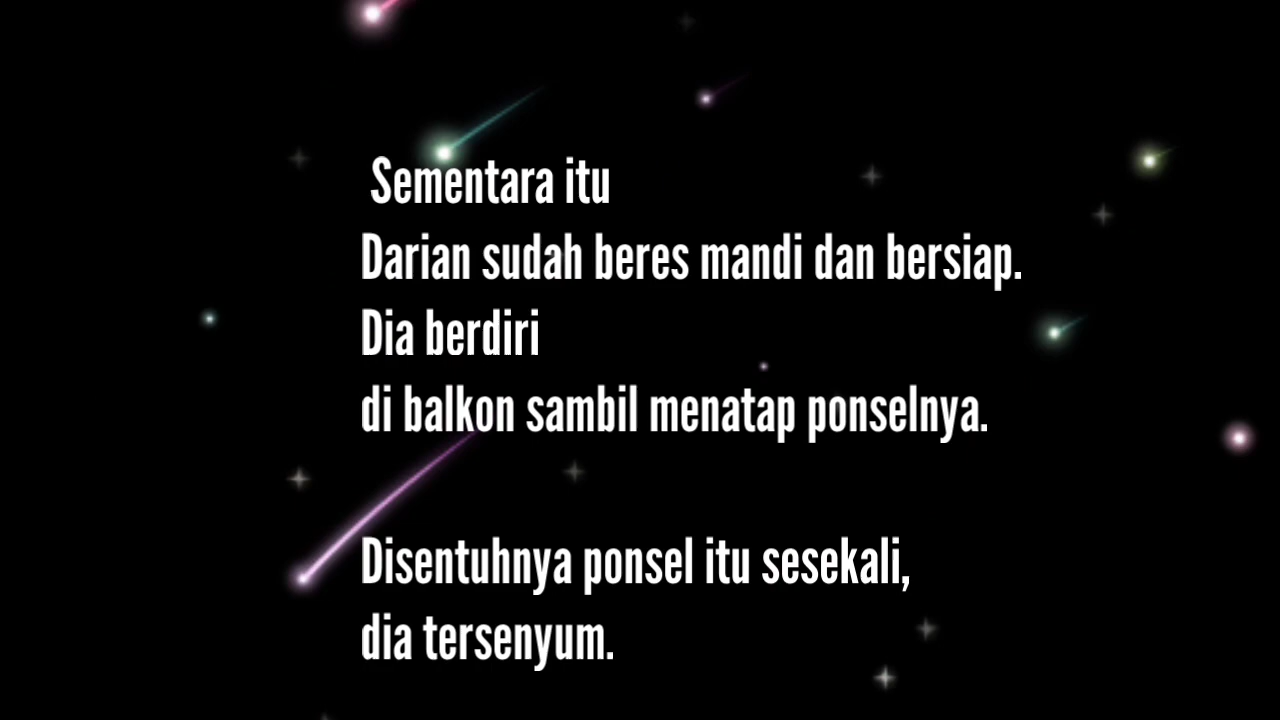 Sementara itu
Darian sudah beres mandi dan bersiap.
Dia berdiri
di balkon sambil menatap ponselnya.
Disentuhnya ponsel itu sesekali,
dia tersenyum.